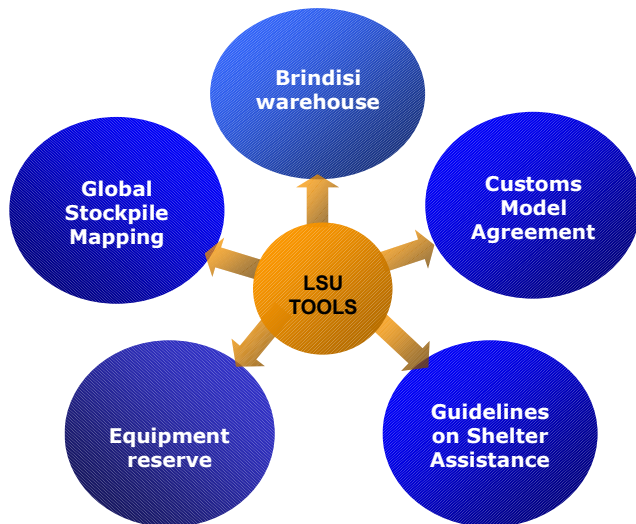 Brindisi
warehouse
Global
Stockpile
Mapping
Customs
Model
Agreement
LSU
TOOLS
Equipment
reserve
Guidelines
on Shelter
Assistance